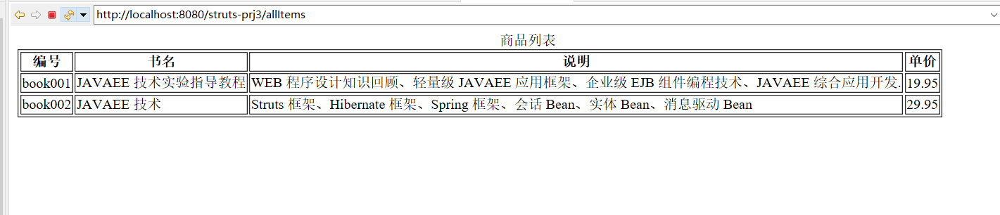 http://localhost:8080/struts-prj3/allItems
商品列表
编号 书名 说明 单价
book001 JAVAEE 技术实验指导教程 WEB 程序设计知识回顾、轻量级 JAVAEE 应用框架、企业级 EJB 组件编程技术、JAVAEE 综合应用开发. 19.95
book002 JAVAEE 技术 Struts 框架、Hibernate 框架、Spring 框架、会话 Bean、实体 Bean、消息驱动 Bean 29.95